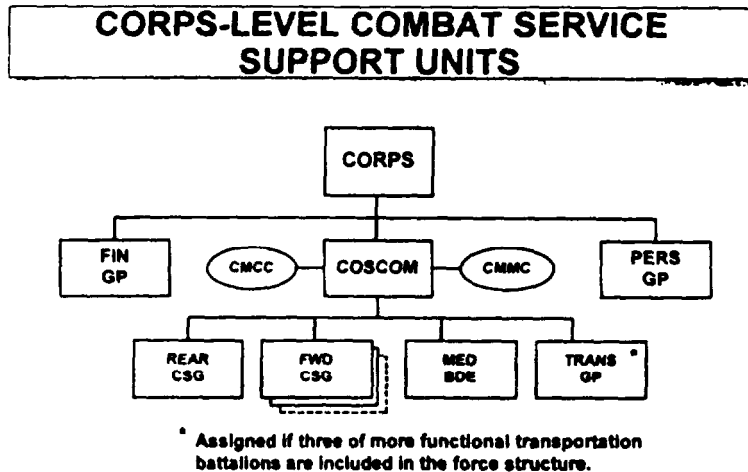 CORPS-LEVEL COMBAT SERVICE
SUPPORT UNITS
CORPS
FIN
GP
CMCC
COSCOM
CMMC
PERS
GP
REAR
CSG
FWD
CSG
MED
BDE
TRANS *
GP
* Assigned if three of more functional transportation
battalions are included in the force structure.